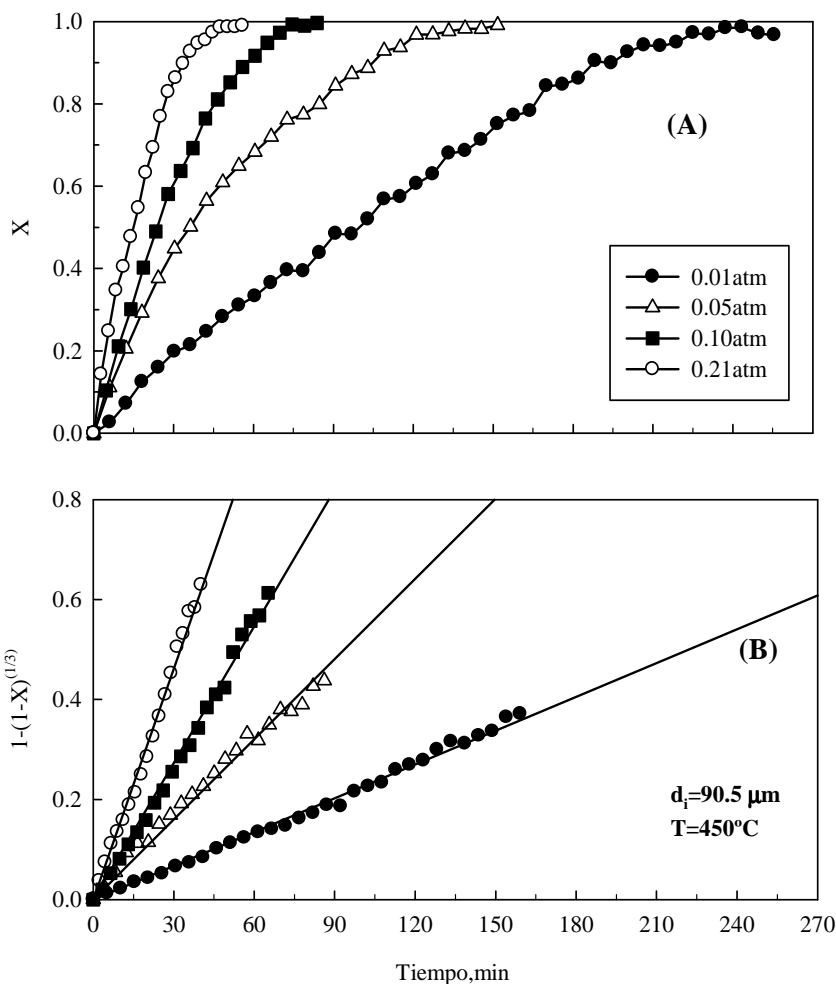 1.0
0.8
0.6
0.4
0.2
0.0
X
(A)
0.01atm
0.05atm
0.10atm
0.21atm
0.8
0.6
0.4
0.2
0.0
1-(1-X)^(1/3)
(B)
d_i=90.5 μm
T=450ºC
0 30 60 90 120 150 180 210 240 270
Tiempo,min